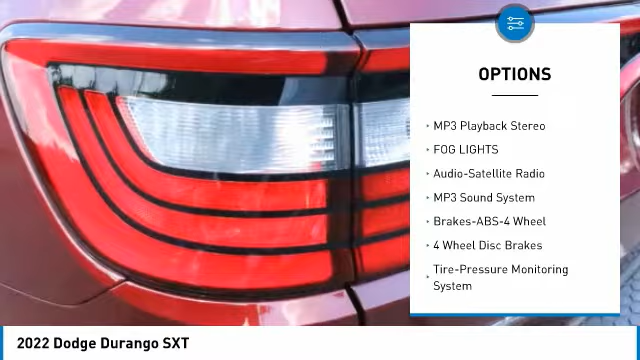 OPTIONS
MP3 Playback Stereo
FOG LIGHTS
Audio-Satellite Radio
MP3 Sound System
Brakes-ABS-4 Wheel
4 Wheel Disc Brakes
Tire-Pressure Monitoring
System
2022 Dodge Durango SXT